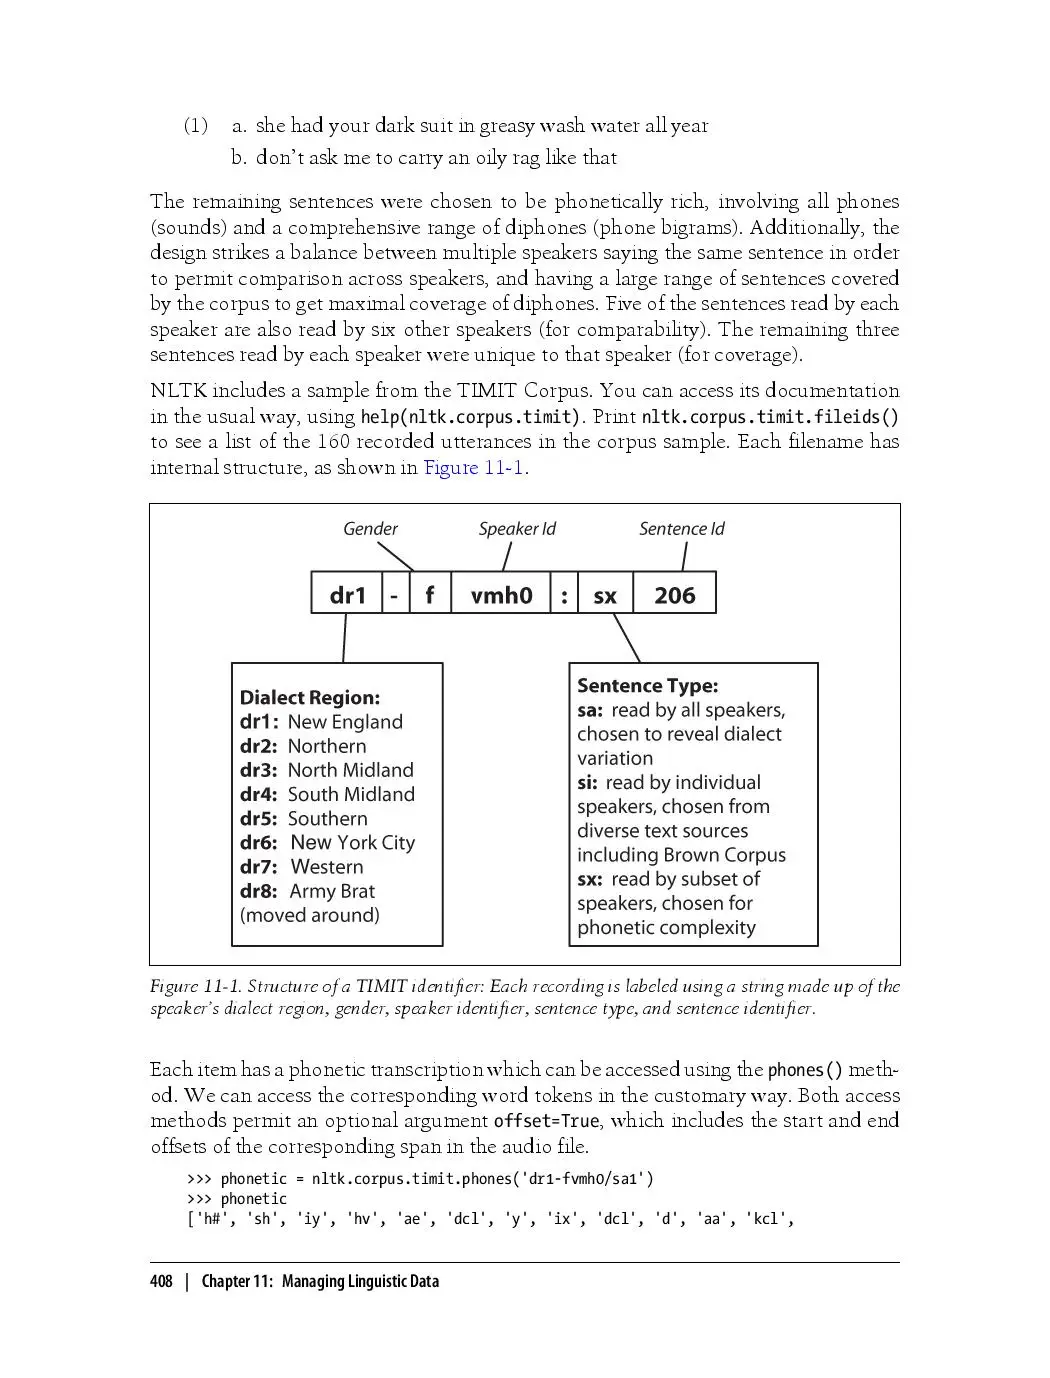 (1) a. she had your dark suit in greasy wash water all year
b. don't ask me to carry an oily rag like that
The remaining sentences were chosen to be phonetically rich, involving all phones
(sounds) and a comprehensive range of diphones (phone bigrams). Additionally, the
design strikes a balance between multiple speakers saying the same sentence in order
to permit comparison across speakers, and having a large range of sentences covered
by the corpus to get maximal coverage of diphones. Five of the sentences read by each
speaker are also read by six other speakers (for comparability). The remaining three
sentences read by each speaker were unique to that speaker (for coverage).
NLTK includes a sample from the TIMIT Corpus. You can access its documentation
in the usual way, using help(nltk.corpus.timit). Print nltk.corpus.timit.fileids()
to see a list of the 160 recorded utterances in the corpus sample. Each filename has
internal structure, as shown in Figure 11-1.
Gender Speaker Id Sentence Id
dr1 - f vmh0 : sx 206
Dialect Region:
dr1: New England
dr2: Northern
dr3: North Midland
dr4: South Midland
dr5: Southern
dr6: New York City
dr7: Western
dr8: Army Brat
(moved around)
Sentence Type:
sa: read by all speakers,
chosen to reveal dialect
variation
si: read by individual
speakers, chosen from
diverse text sources
including Brown Corpus
sx: read by subset of
speakers, chosen for
phonetic complexity
Figure 11-1. Structure of a TIMIT identifier: Each recording is labeled using a string made up of the
speaker's dialect region, gender, speaker identifier, sentence type, and sentence identifier.
Each item has a phonetic transcription which can be accessed using the phones() meth-
od. We can access the corresponding word tokens in the customary way. Both access
methods permit an optional argument offset=True, which includes the start and end
offsets of the corresponding span in the audio file.
>>> phonetic = nltk.corpus.timit.phones('dr1-fvmh0/sa1')
>>> phonetic
['h#', 'sh', 'iy', 'hv', 'ae', 'dcl', 'y', 'ix', 'dcl', 'd', 'aa', 'kcl',
408 | Chapter 11: Managing Linguistic Data